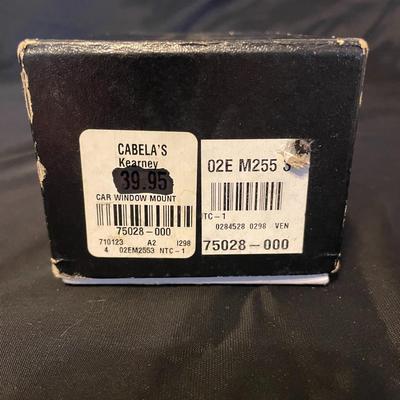 CABELA'S
Kearney
39.95
CAR WINDOW MOUNT
75028-000
710123 A2 I298
4 02EM2553 NTC-1
02E M255 3
NTC-1
0284528 0298 VEN
75028-000